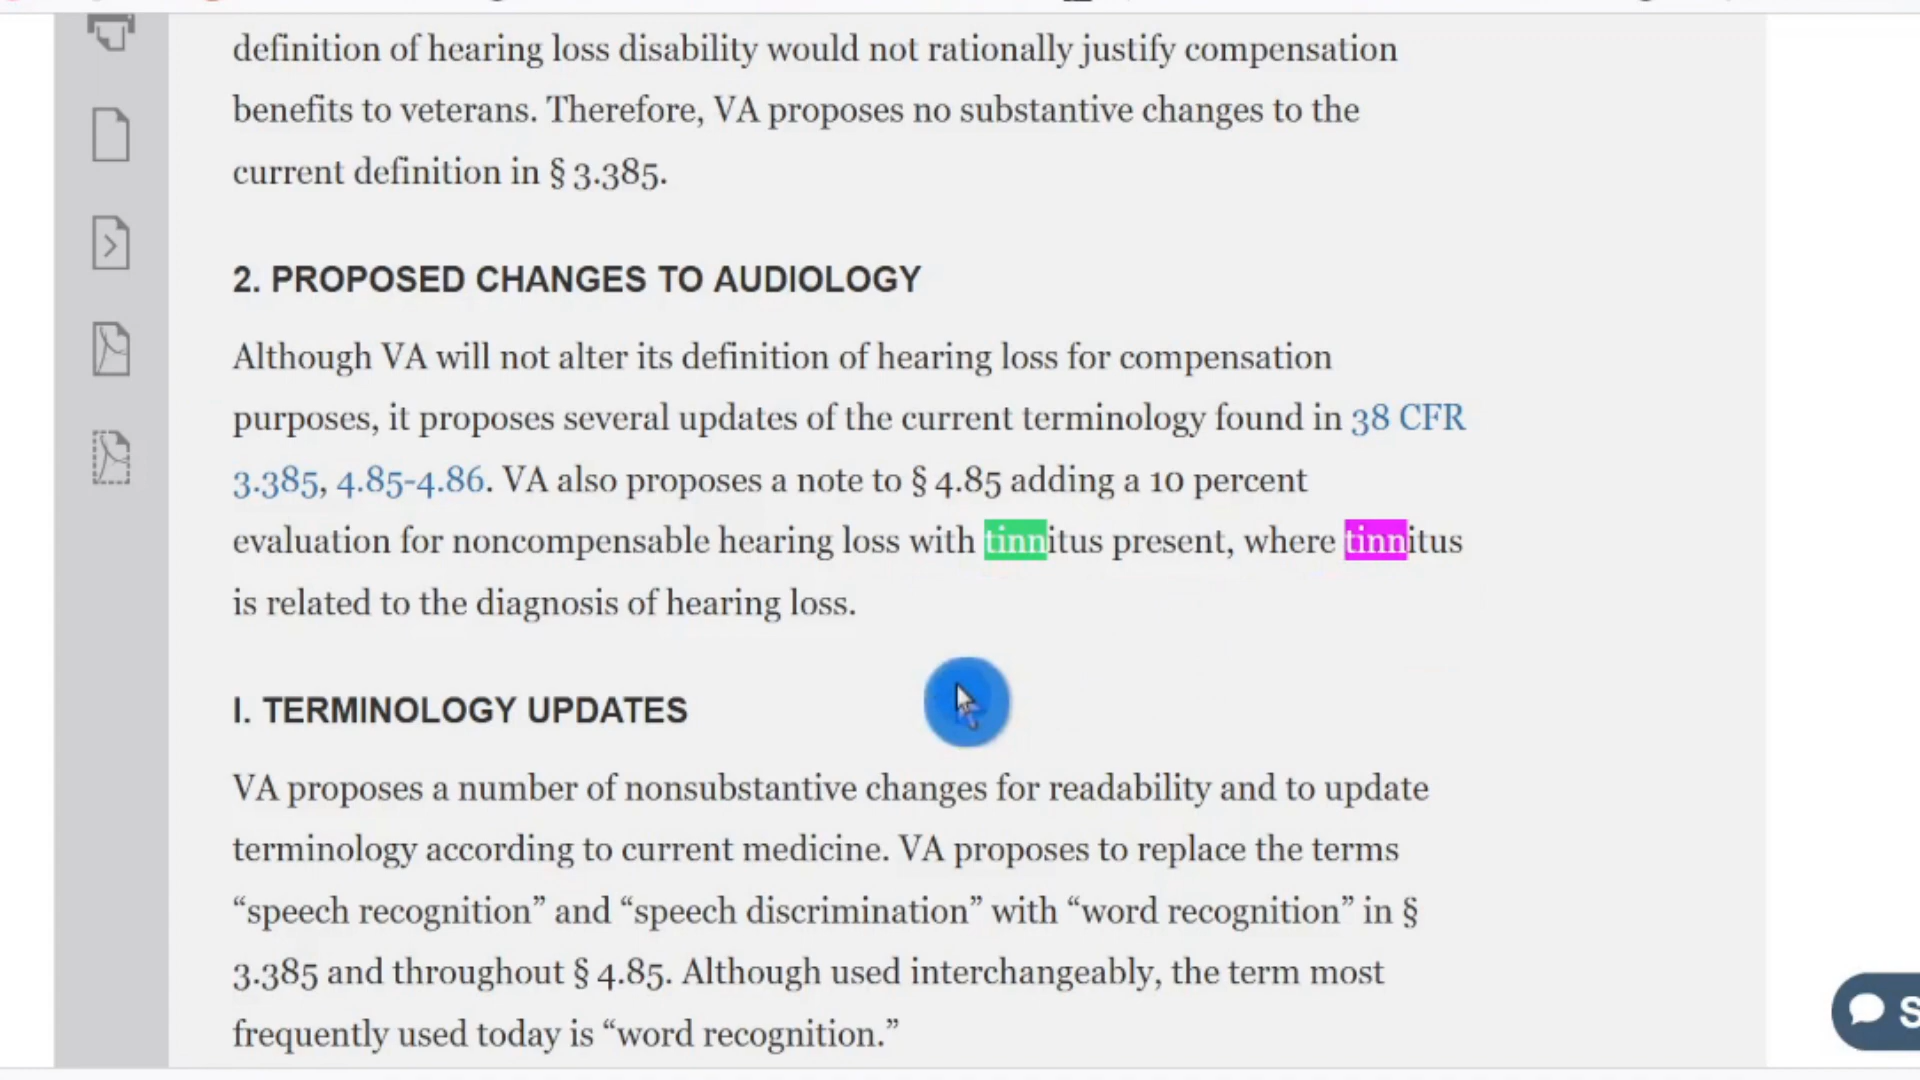 definition of hearing loss disability would not rationally justify compensation
benefits to veterans. Therefore, VA proposes no substantive changes to the
current definition in § 3.385.
2. PROPOSED CHANGES TO AUDIOLOGY
Although VA will not alter its definition of hearing loss for compensation
purposes, it proposes several updates of the current terminology found in 38 CFR
3.385, 4.85-4.86. VA also proposes a note to § 4.85 adding a 10 percent
evaluation for noncompensable hearing loss with tinnitus present, where tinnitus
is related to the diagnosis of hearing loss.
I. TERMINOLOGY UPDATES
VA proposes a number of nonsubstantive changes for readability and to update
terminology according to current medicine. VA proposes to replace the terms
“speech recognition” and “speech discrimination” with “word recognition” in §
3.385 and throughout § 4.85. Although used interchangeably, the term most
frequently used today is “word recognition.”